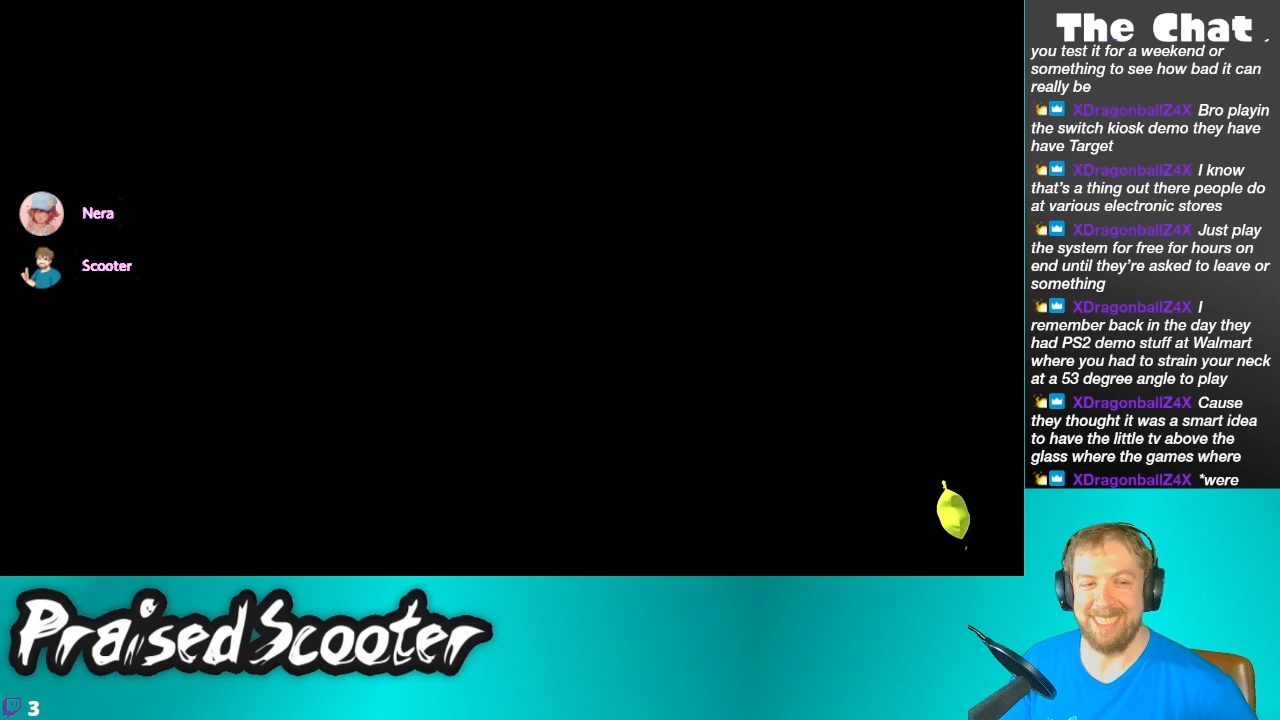 The Chat
you test it for a weekend or
something to see how bad it can
really be
XDragonballZ4X Bro playin
the switch kiosk demo they have
have Target
XDragonballZ4X I know
that's a thing out there people do
at various electronic stores
XDragonballZ4X Just play
the system for free for hours on
end until they're asked to leave or
something
XDragonballZ4X I
remember back in the day they
had PS2 demo stuff at Walmart
where you had to strain your neck
at a 53 degree angle to play
XDragonballZ4X Cause
they thought it was a smart idea
to have the little tv above the
glass where the games where
XDragonballZ4X *were
Nera
Scooter
PraisedScooter
3